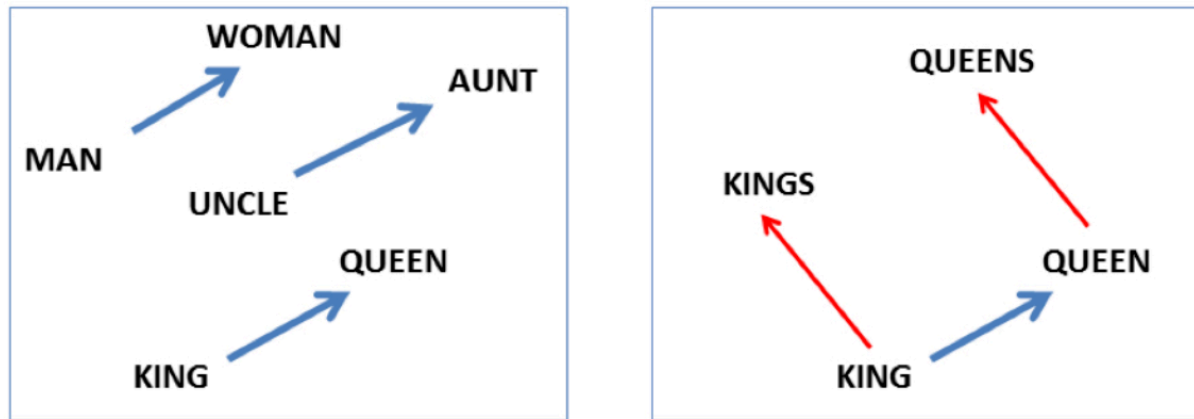 WOMAN
AUNT
MAN
UNCLE
QUEEN
KING
QUEENS
KINGS
QUEEN
KING